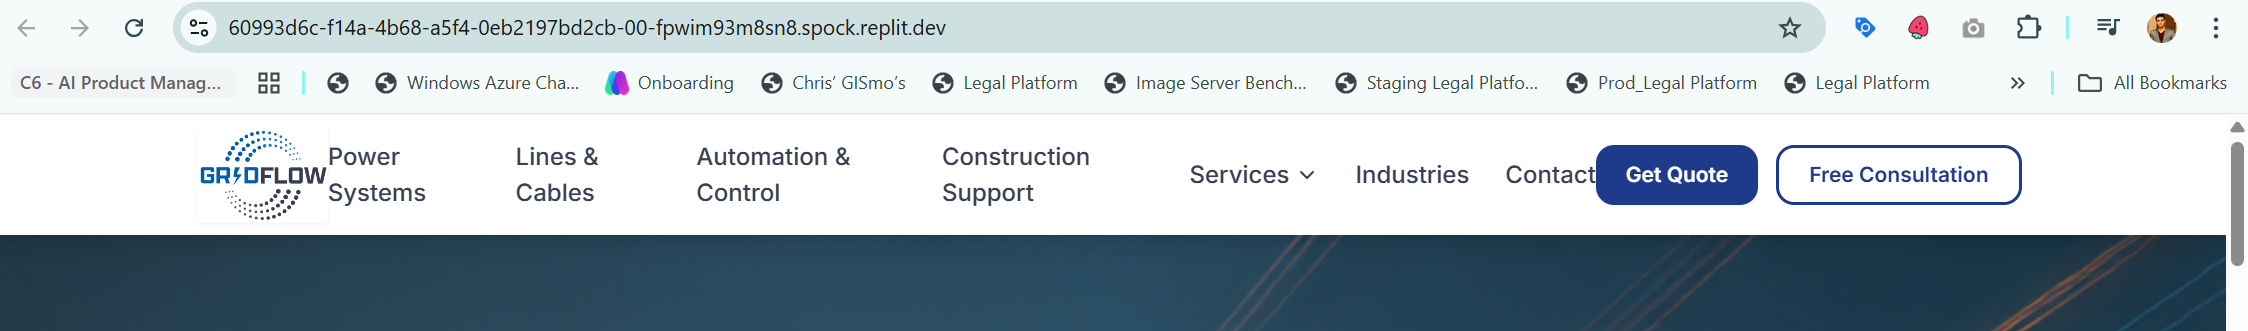 60993d6c-f14a-4b68-a5f4-0eb2197bd2cb-00-fpwim93m8sn8.spock.replit.dev
C6 - AI Product Manag...
Windows Azure Cha...
Onboarding
Chris’ GISmo’s
Legal Platform
Image Server Bench...
Staging Legal Platfo...
Prod_Legal Platform
Legal Platform
»
All Bookmarks
GRIDFLOW
Power
Systems
Lines &
Cables
Automation &
Control
Construction
Support
Services
Industries
Contact
Get Quote
Free Consultation